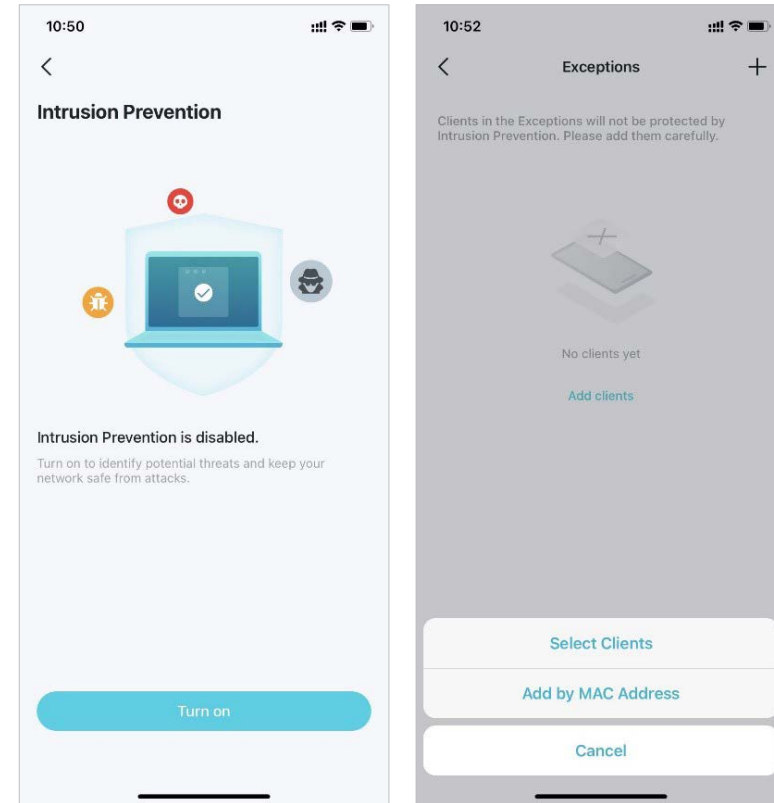 10:50
Intrusion Prevention
Intrusion Prevention is disabled.
Turn on to identify potential threats and keep your
network safe from attacks.
Turn on
10:52
Exceptions
Clients in the Exceptions will not be protected by
Intrusion Prevention. Please add them carefully.
No clients yet
Add clients
Select Clients
Add by MAC Address
Cancel